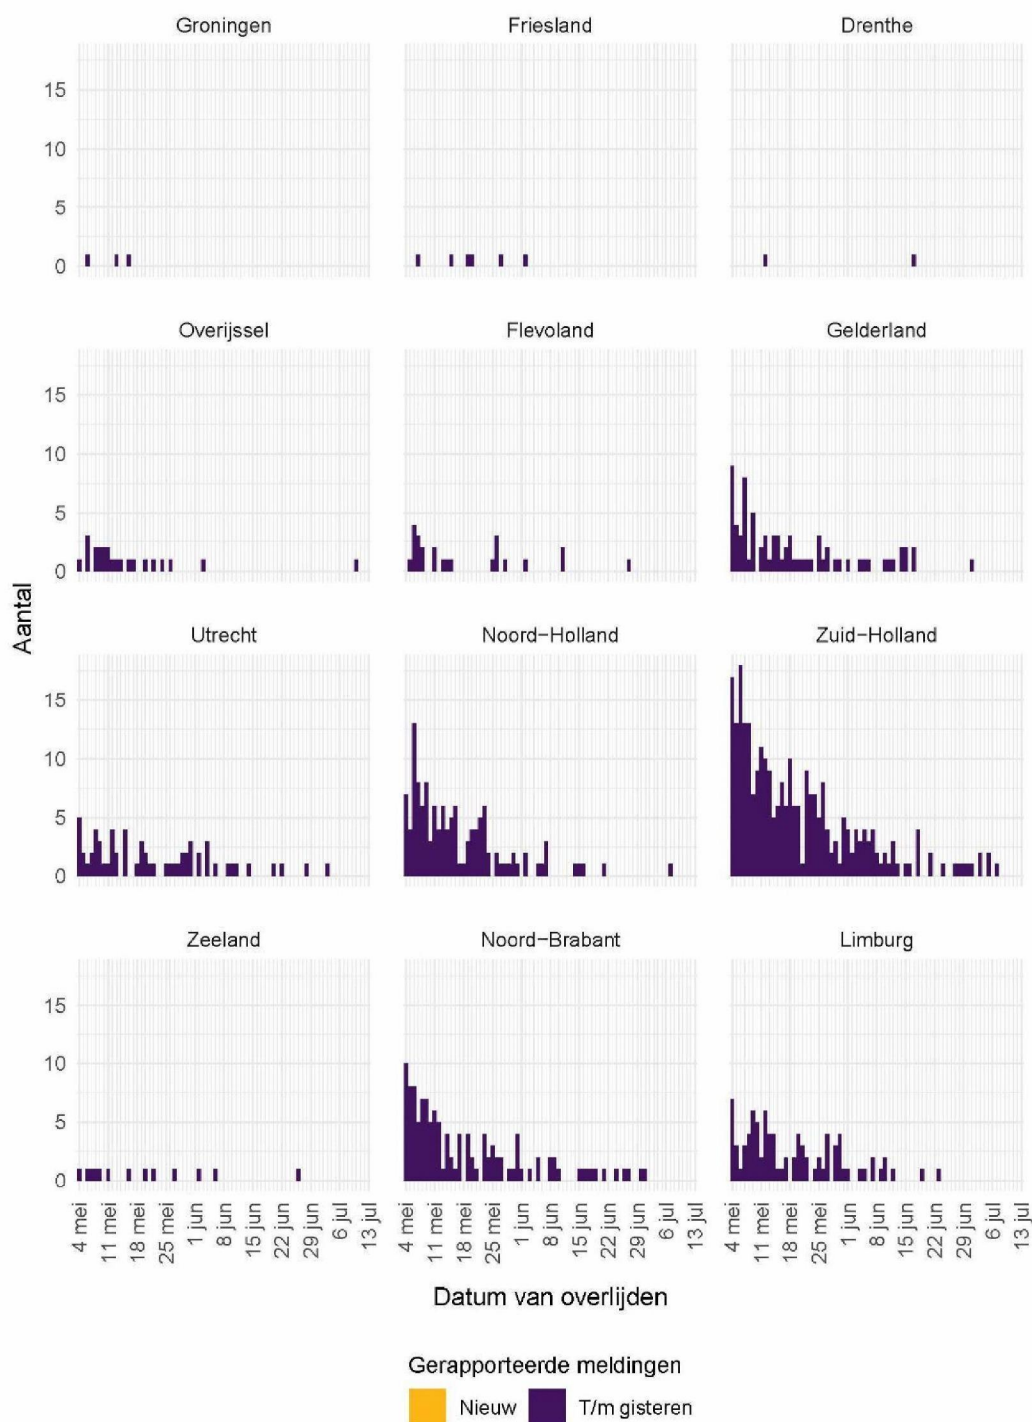 Groningen Friesland Drenthe
15
10
5
0
Overijssel Flevoland Gelderland
15
10
5
0
Aantal
Utrecht Noord-Holland Zuid-Holland
15
10
5
0
Zeeland Noord-Brabant Limburg
15
10
5
0
4 mei 11 mei 18 mei 25 mei 1 jun 8 jun 15 jun 22 jun 29 jun 6 jul 13 jul 4 mei 11 mei 18 mei 25 mei 1 jun 8 jun 15 jun 22 jun 29 jun 6 jul 13 jul 4 mei 11 mei 18 mei 25 mei 1 jun 8 jun 15 jun 22 jun 29 jun 6 jul 13 jul
Datum van overlijden
Gerapporteerde meldingen
Nieuw T/m gisteren